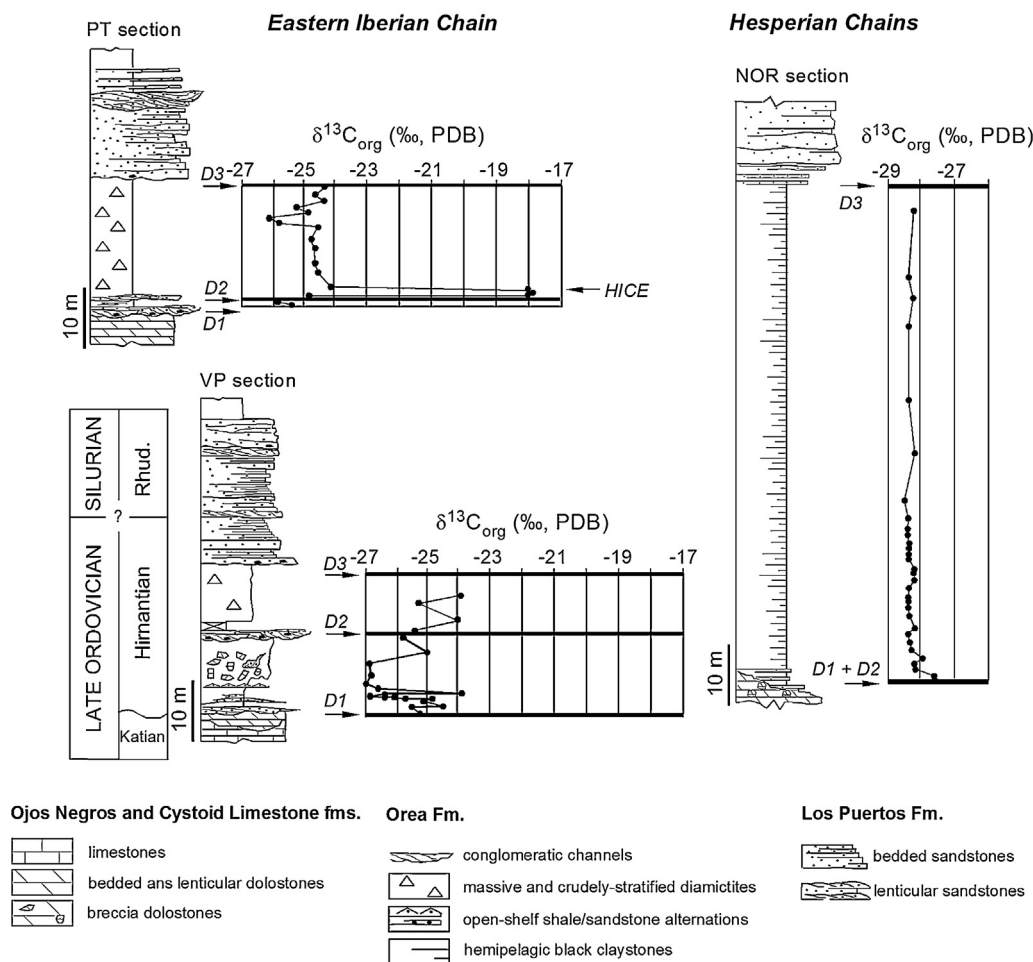 Eastern Iberian Chain
Hesperian Chains
PT section
NOR section
δ13Corg (‰, PDB)
-27 -25 -23 -21 -19 -17
D3
D2
D1
HICE
10 m
δ13Corg (‰, PDB)
-29 -27
D3
D1 + D2
10 m
VP section
δ13Corg (‰, PDB)
-27 -25 -23 -21 -19 -17
D3
D2
D1
10 m
SILURIAN
Rhud.
?
LATE ORDOVICIAN
Hirnantian
Katian
Ojos Negros and Cystoid Limestone fms.
limestones
bedded ans lenticular dolostones
breccia dolostones
Orea Fm.
conglomeratic channels
massive and crudely-stratified diamictites
open-shelf shale/sandstone alternations
hemipelagic black claystones
Los Puertos Fm.
bedded sandstones
lenticular sandstones